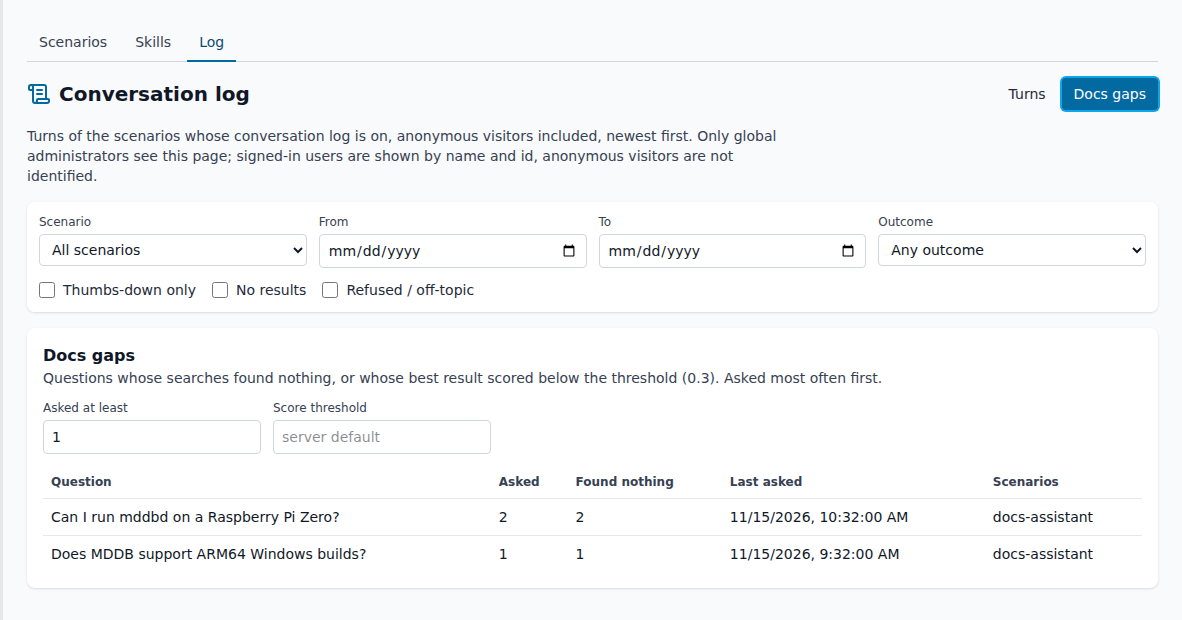 Scenarios Skills Log
Conversation log
Turns Docs gaps
Turns of the scenarios whose conversation log is on, anonymous visitors included, newest first. Only global
administrators see this page; signed-in users are shown by name and id, anonymous visitors are not
identified.
Scenario From To Outcome
All scenarios mm/dd/yyyy mm/dd/yyyy Any outcome
Thumbs-down only No results Refused / off-topic
Docs gaps
Questions whose searches found nothing, or whose best result scored below the threshold (0.3). Asked most often first.
Asked at least Score threshold
1 server default
Question Asked Found nothing Last asked Scenarios
Can I run mddbd on a Raspberry Pi Zero? 2 2 11/15/2026, 10:32:00 AM docs-assistant
Does MDDB support ARM64 Windows builds? 1 1 11/15/2026, 9:32:00 AM docs-assistant